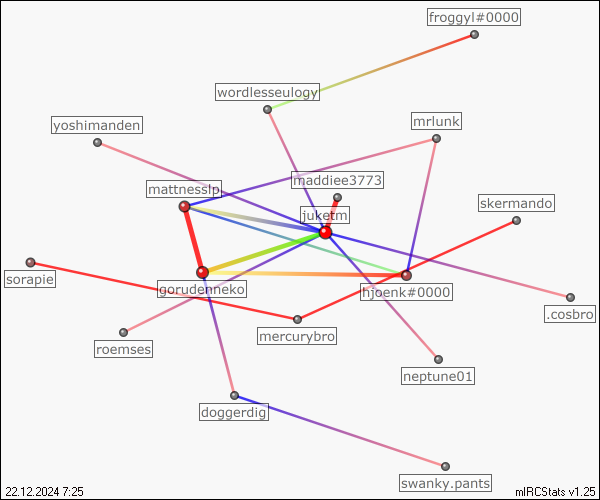 froggyl#0000
wordlesseulogy
mrlunk
yoshimanden
maddiee3773
mattnesslp
skermando
juketm
sorapie
gorudenneko
hjoenk#0000
.cosbro
mercurybro
roemses
neptune01
doggerdig
swanky.pants
22.12.2024 7:25
mIRCStats v1.25